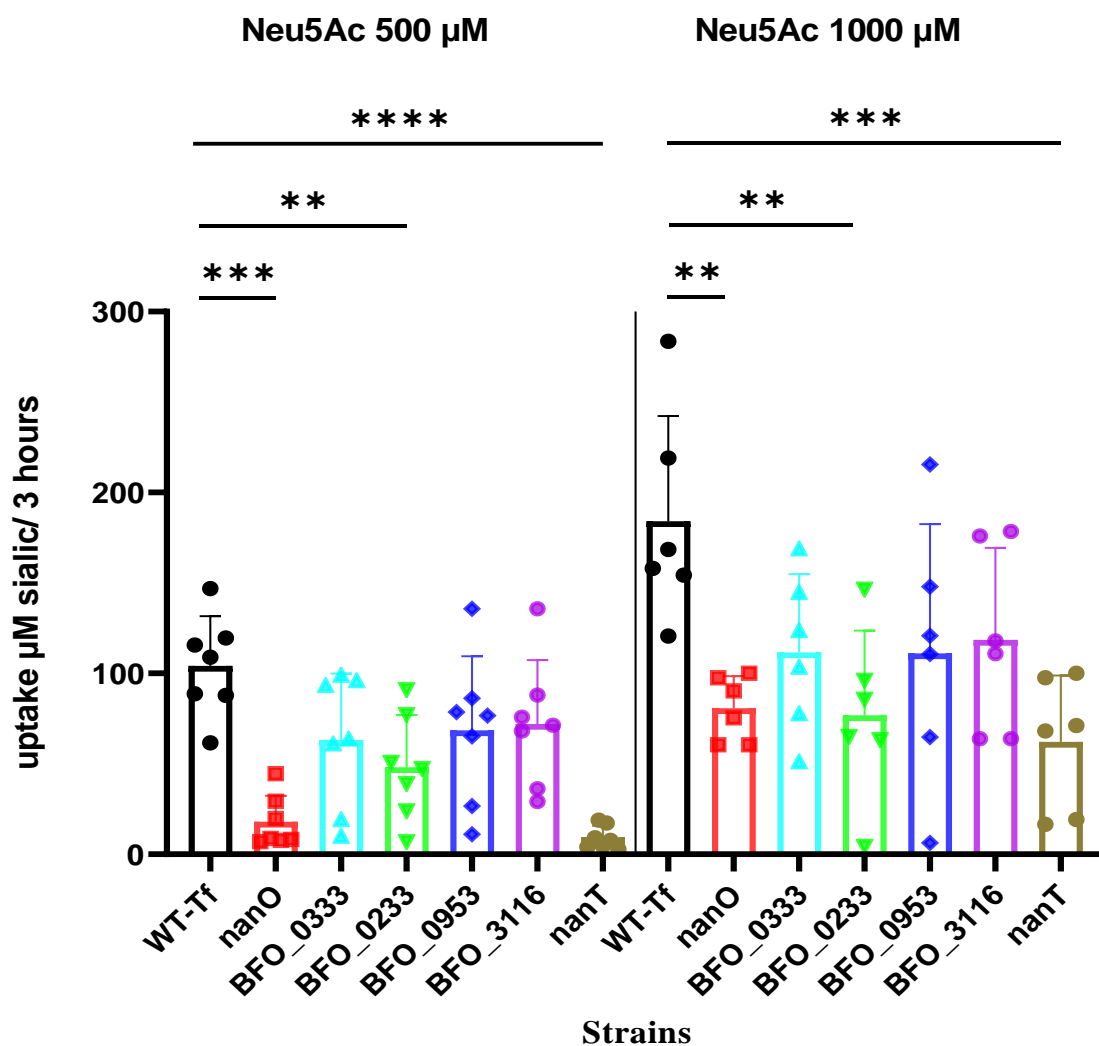 Neu5Ac 500 µM
Neu5Ac 1000 µM
****
***
**
**
***
**
300
200
100
0
uptake µM sialic/ 3 hours
WT-Tf
nanO
BFO_0333
BFO_0233
BFO_0953
BFO_3116
nanT
WT-Tf
nanO
BFO_0333
BFO_0233
BFO_0953
BFO_3116
nanT
Strains